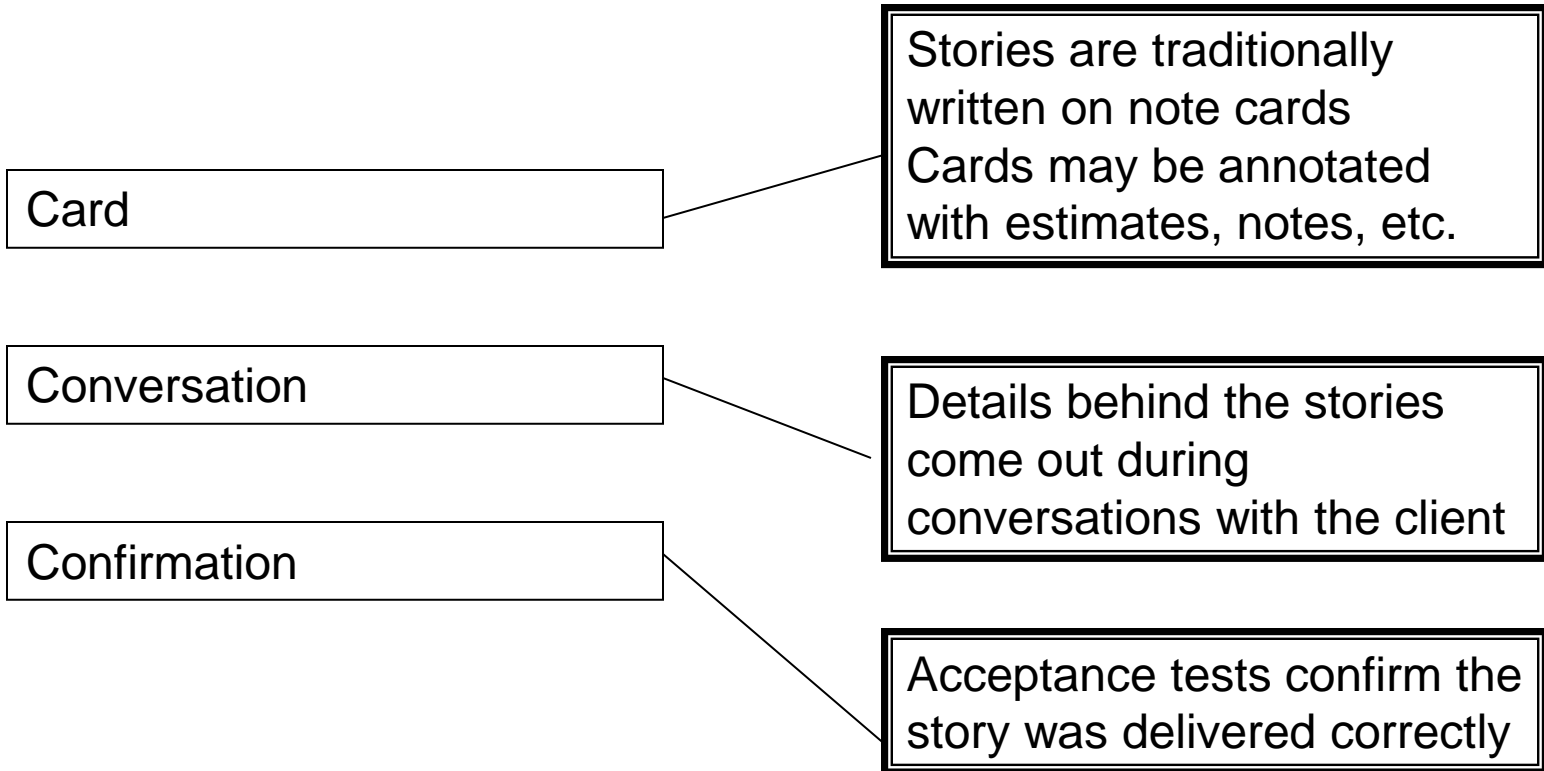 Card
Stories are traditionally
written on note cards
Cards may be annotated
with estimates, notes, etc.
Conversation
Details behind the stories
come out during
conversations with the client
Confirmation
Acceptance tests confirm the
story was delivered correctly